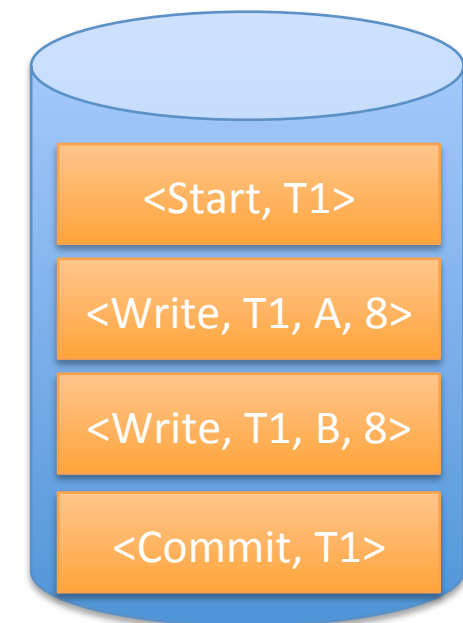 <Start, T1>
<Write, T1, A, 8>
<Write, T1, B, 8>
<Commit, T1>